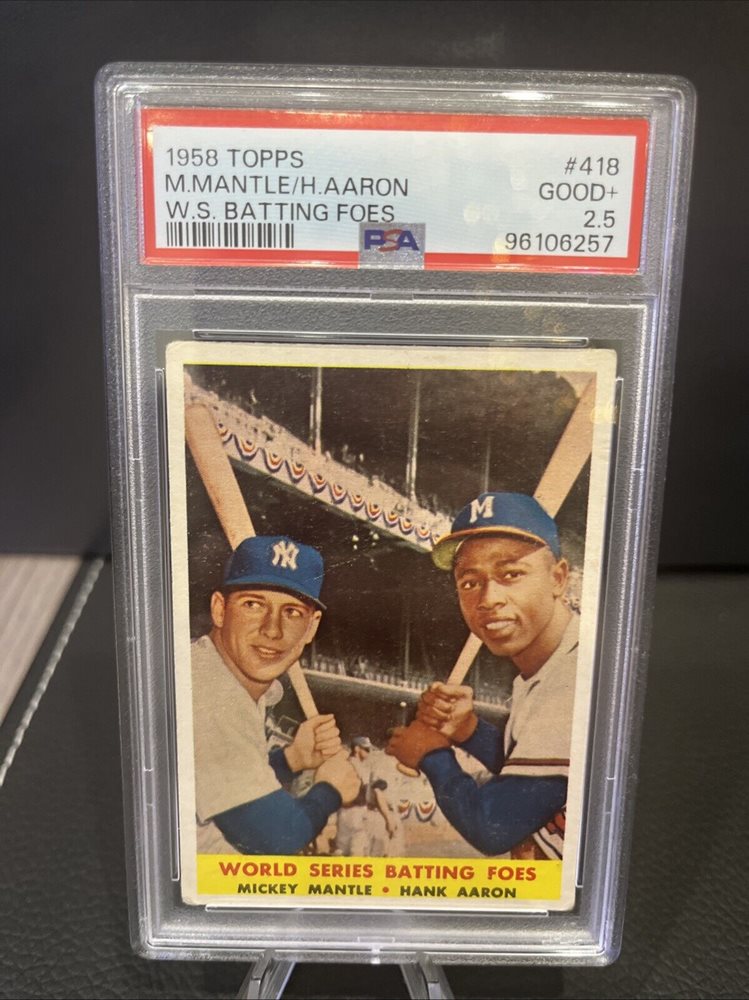 1958 TOPPS #418
M.MANTLE/H.AARON GOOD+
W.S. BATTING FOES 2.5
PSA 96106257
NY
M
WORLD SERIES BATTING FOES
MICKEY MANTLE • HANK AARON